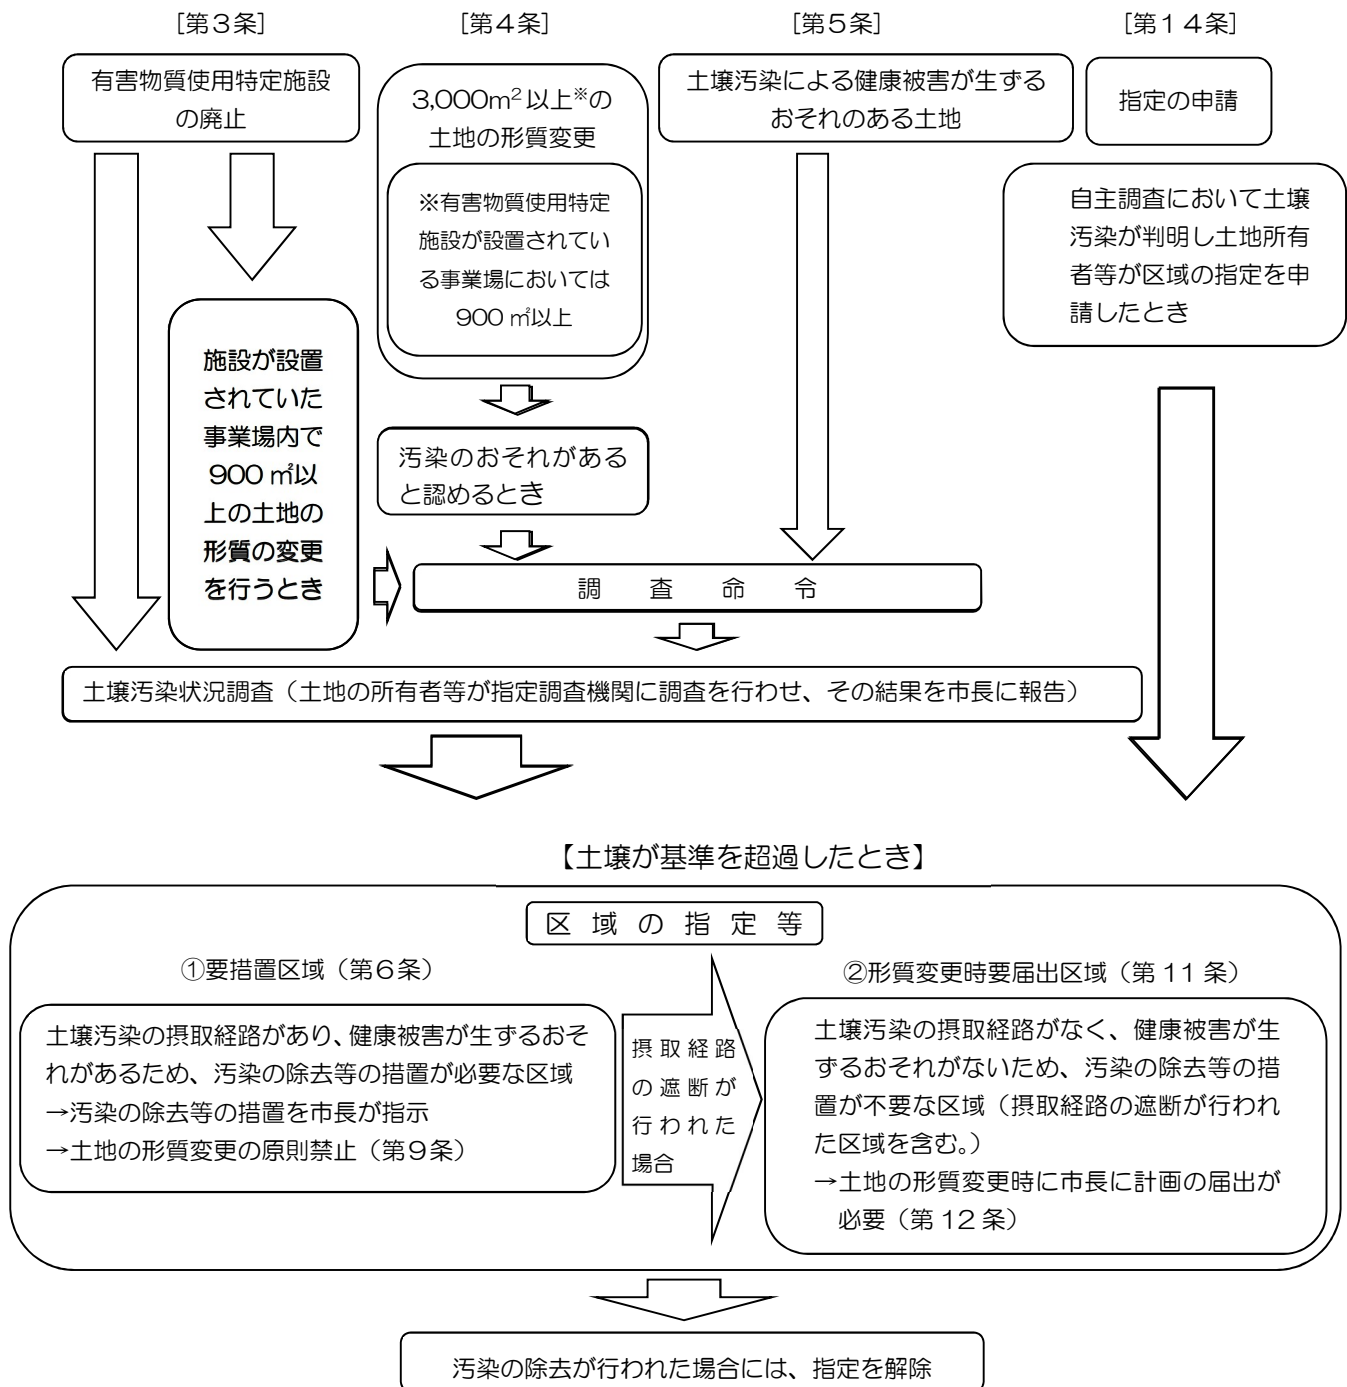 [第3条]
有害物質使用特定施設
の廃止
[第4条]
3,000m²以上※の
土地の形質変更
※有害物質使用特定
施設が設置されてい
る事業場においては
900㎡以上
[第5条]
土壌汚染による健康被害が生ずる
おそれのある土地
[第14条]
指定の申請
自主調査において土壌
汚染が判明し土地所有
者等が区域の指定を申
請したとき
施設が設置
されていた
事業場内で
900㎡以
上の土地の
形質の変更
を行うとき
汚染のおそれがある
と認めるとき
調査命令
土壌汚染状況調査（土地の所有者等が指定調査機関に調査を行わせ、その結果を市長に報告）
【土壌が基準を超過したとき】
区域の指定等
①要措置区域（第6条）
土壌汚染の摂取経路があり、健康被害が生ずるおそ
れがあるため、汚染の除去等の措置が必要な区域
→汚染の除去等の措置を市長が指示
→土地の形質変更の原則禁止（第9条）
摂取経路
の遮断が
行われた
場合
②形質変更時要届出区域（第11条）
土壌汚染の摂取経路がなく、健康被害が生
ずるおそれがないため、汚染の除去等の措
置が不要な区域（摂取経路の遮断が行われ
た区域を含む。）
→土地の形質変更時に市長に計画の届出が
必要（第12条）
汚染の除去が行われた場合には、指定を解除